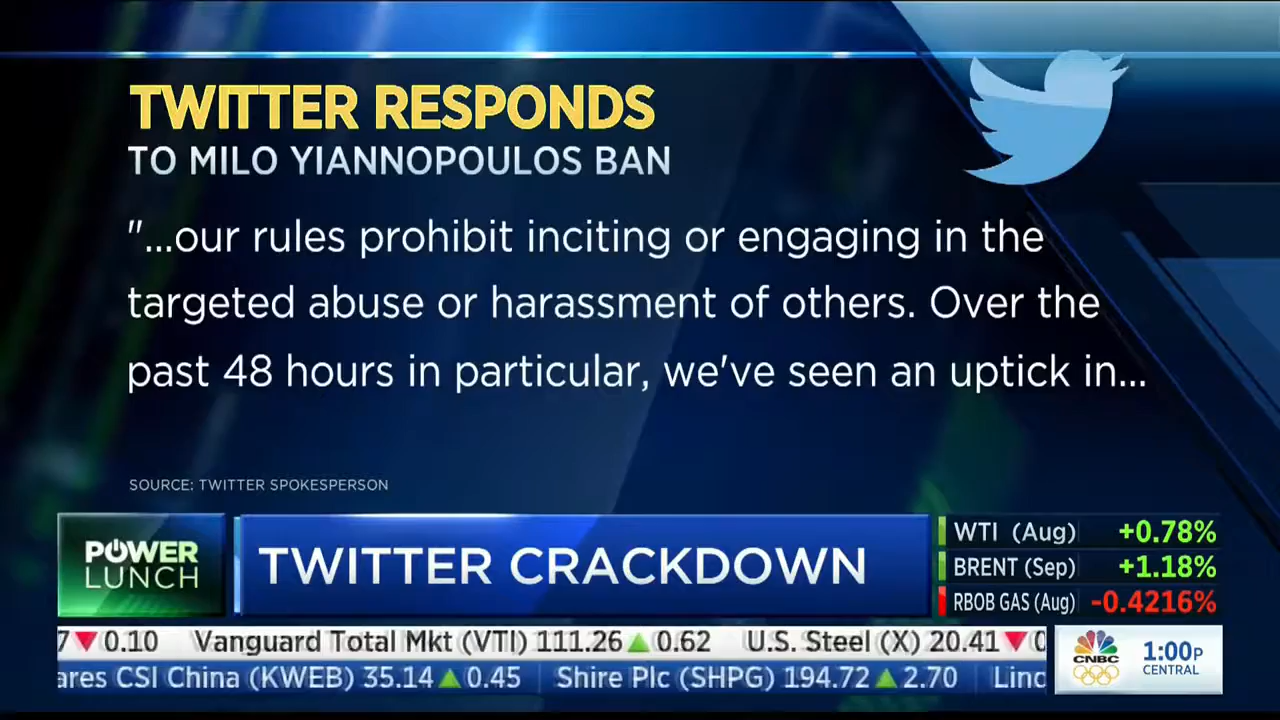 TWITTER RESPONDS
TO MILO YIANNOPOULOS BAN
"...our rules prohibit inciting or engaging in the
targeted abuse or harassment of others. Over the
past 48 hours in particular, we've seen an uptick in...
SOURCE: TWITTER SPOKESPERSON
POWER
LUNCH
TWITTER CRACKDOWN
WTI (Aug) +0.78%
BRENT (Sep) +1.18%
RBOB GAS (Aug) -0.4216%
7 ▼ 0.10 Vanguard Total Mkt (VTI) 111.26 ▲ 0.62 U.S. Steel (X) 20.41 ▼ 0
ares CSI China (KWEB) 35.14 ▲ 0.45 Shire Plc (SHPG) 194.72 ▲ 2.70 Linc
CNBC
1:00P
CENTRAL